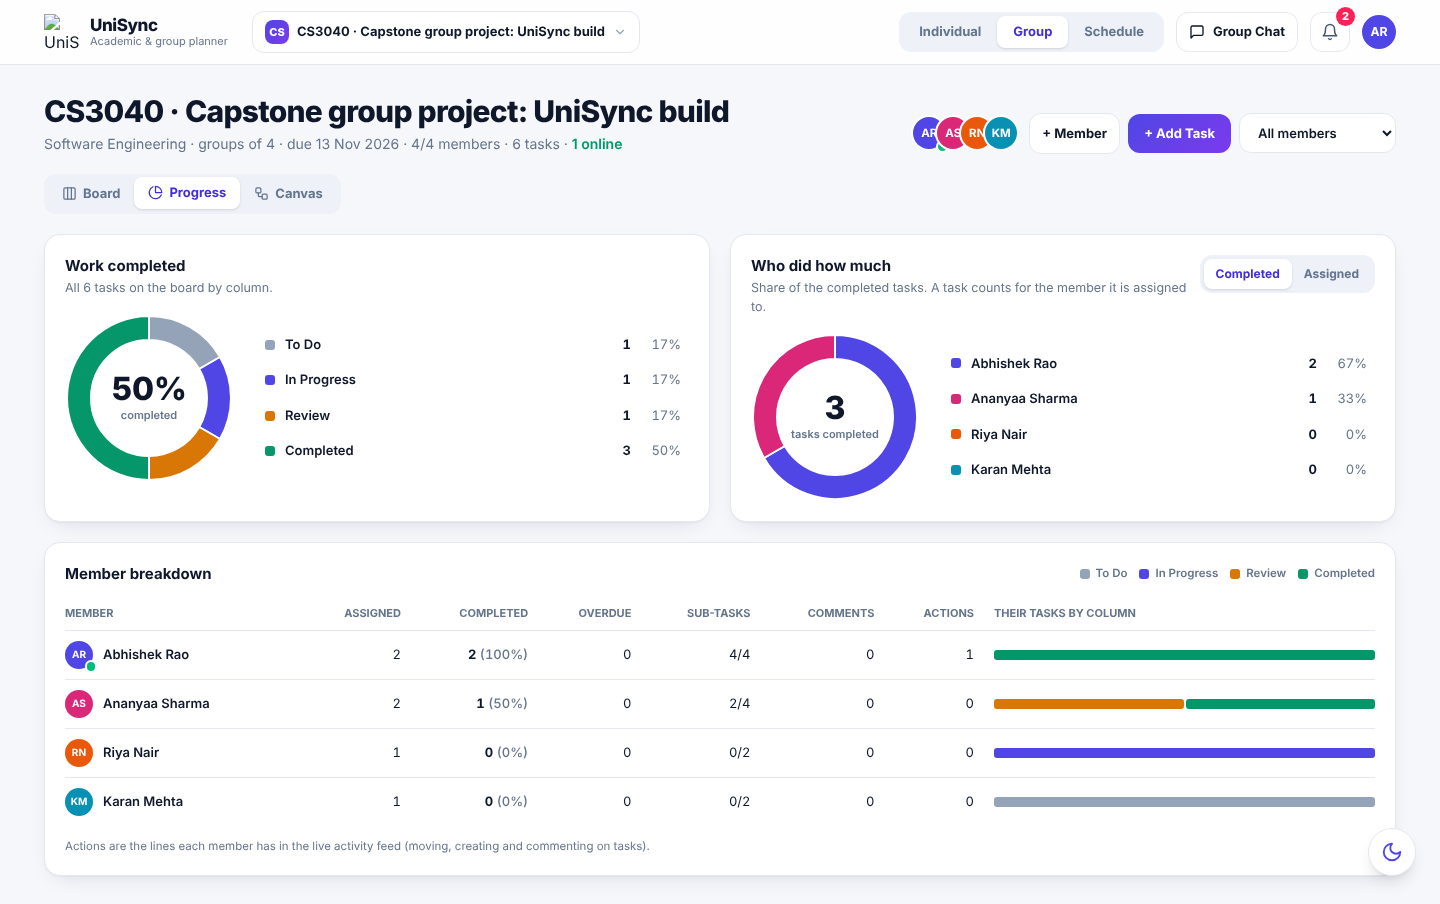 UniS
UniSync
Academic & group planner
CS
CS3040 · Capstone group project: UniSync build
Individual
Group
Schedule
Group Chat
2
AR
CS3040 · Capstone group project: UniSync build
Software Engineering · groups of 4 · due 13 Nov 2026 · 4/4 members · 6 tasks · 1 online
AR
AS
RN
KM
+ Member
+ Add Task
All members
Board
Progress
Canvas
Work completed
All 6 tasks on the board by column.
50%
completed
To Do 1 17%
In Progress 1 17%
Review 1 17%
Completed 3 50%
Who did how much
Share of the completed tasks. A task counts for the member it is assigned
to.
Completed
Assigned
3
tasks completed
Abhishek Rao 2 67%
Ananyaa Sharma 1 33%
Riya Nair 0 0%
Karan Mehta 0 0%
Member breakdown
To Do In Progress Review Completed
MEMBER ASSIGNED COMPLETED OVERDUE SUB-TASKS COMMENTS ACTIONS THEIR TASKS BY COLUMN
AR Abhishek Rao 2 2 (100%) 0 4/4 0 1
AS Ananyaa Sharma 2 1 (50%) 0 2/4 0 0
RN Riya Nair 1 0 (0%) 0 0/2 0 0
KM Karan Mehta 1 0 (0%) 0 0/2 0 0
Actions are the lines each member has in the live activity feed (moving, creating and commenting on tasks).